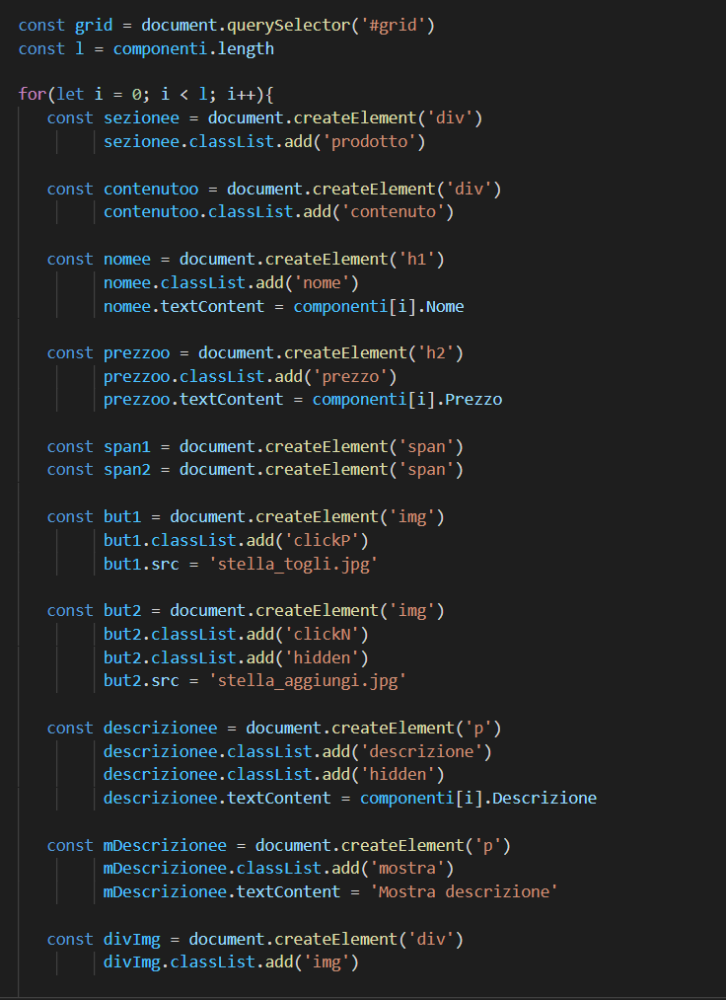 const grid = document.querySelector('#grid')
const l = componenti.length
for(let i = 0; i < l; i++){
const sezionee = document.createElement('div')
sezionee.classList.add('prodotto')
const contenutoo = document.createElement('div')
contenutoo.classList.add('contenuto')
const nomee = document.createElement('h1')
nomee.classList.add('nome')
nomee.textContent = componenti[i].Nome
const prezzoo = document.createElement('h2')
prezzoo.classList.add('prezzo')
prezzoo.textContent = componenti[i].Prezzo
const span1 = document.createElement('span')
const span2 = document.createElement('span')
const but1 = document.createElement('img')
but1.classList.add('clickP')
but1.src = 'stella_togli.jpg'
const but2 = document.createElement('img')
but2.classList.add('clickN')
but2.classList.add('hidden')
but2.src = 'stella_aggiungi.jpg'
const descrizionee = document.createElement('p')
descrizionee.classList.add('descrizione')
descrizionee.classList.add('hidden')
descrizionee.textContent = componenti[i].Descrizione
const mDescrizionee = document.createElement('p')
mDescrizionee.classList.add('mostra')
mDescrizionee.textContent = 'Mostra descrizione'
const divImg = document.createElement('div')
divImg.classList.add('img')